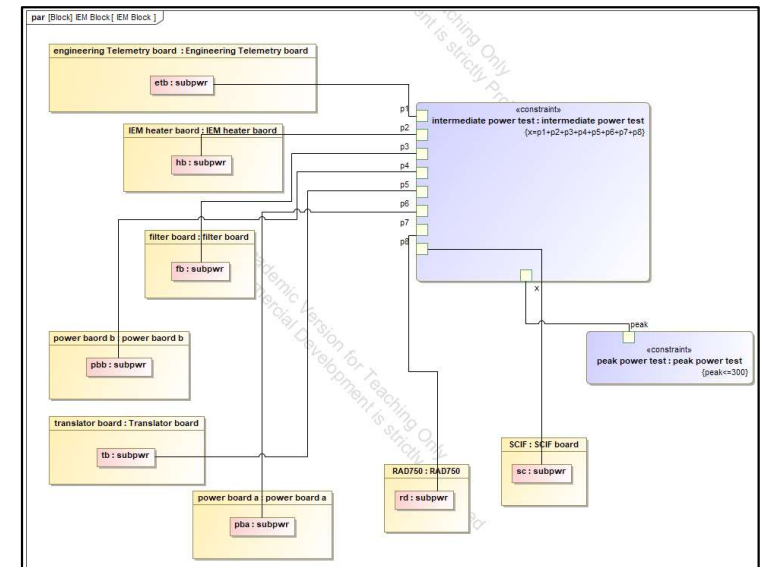 par [Block] IEM Block [ IEM Block ]
engineering Telemetry board : Engineering Telemetry board
etb : subpwr
IEM heater baord : IEM heater baord
hb : subpwr
filter board : filter board
fb : subpwr
power baord b : power baord b
pbb : subpwr
translator board : Translator board
tb : subpwr
power board a : power board a
pba : subpwr
RAD750 : RAD750
rd : subpwr
SCIF : SCIF board
sc : subpwr
p1
p2
p3
p4
p5
p6
p7
p8
«constraint»
intermediate power test : intermediate power test
{x=p1+p2+p3+p4+p5+p6+p7+p8}
x
peak
«constraint»
peak power test : peak power test
{peak<=300}
Version for Teaching Only
Development is strictly